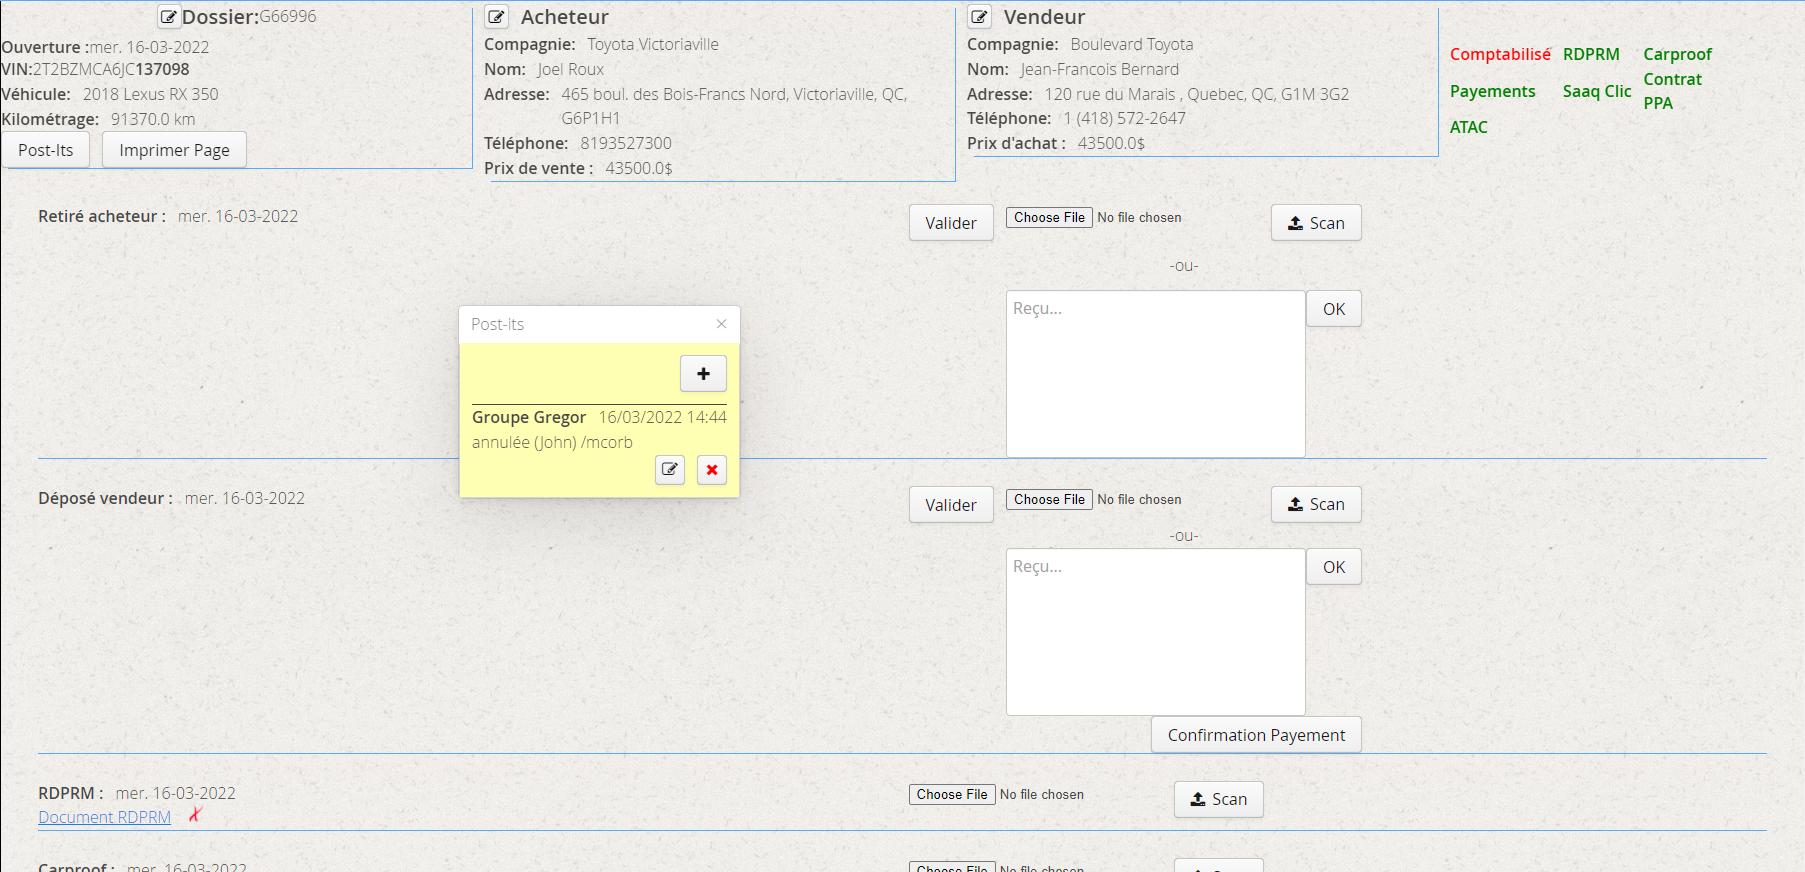 Dossier:G66996
Ouverture :mer. 16-03-2022
VIN:2T2BZMCA6JC137098
Véhicule: 2018 Lexus RX 350
Kilométrage: 91370.0 km
Post-Its Imprimer Page
Acheteur
Compagnie: Toyota Victoriaville
Nom: Joel Roux
Adresse: 465 boul. des Bois-Francs Nord, Victoriaville, QC,
G6P1H1
Téléphone: 8193527300
Prix de vente : 43500.0$
Vendeur
Compagnie: Boulevard Toyota
Nom: Jean-Francois Bernard
Adresse: 120 rue du Marais , Quebec, QC, G1M 3G2
Téléphone: 1 (418) 572-2647
Prix d'achat : 43500.0$
Comptabilisé RDPRM Carproof
Payements Saaq Clic Contrat
PPA
ATAC
Retiré acheteur : mer. 16-03-2022
Valider Choose File No file chosen Scan
-ou-
Reçu... OK
Post-its ×
Groupe Gregor 16/03/2022 14:44
annulée (John) /mcorb
Déposé vendeur : mer. 16-03-2022
Valider Choose File No file chosen Scan
-ou-
Reçu... OK
Confirmation Payement
RDPRM : mer. 16-03-2022
Document RDPRM
Choose File No file chosen Scan
Carproof : mer. 16-03-2022
Choose File No file chosen